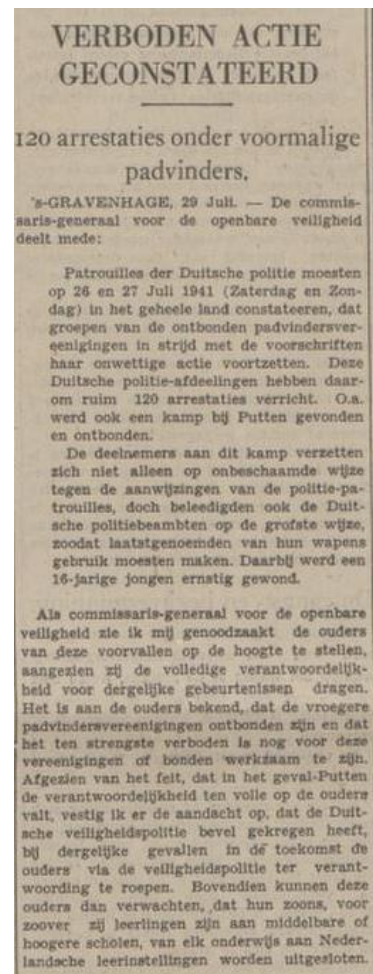 VERBODEN ACTIE
GECONSTATEERD
120 arrestaties onder voormalige
padvinders.
's-GRAVENHAGE, 29 Juli. — De commis-
saris-generaal voor de openbare veiligheid
deelt mede:
Patrouilles der Duitsche politie moesten
op 26 en 27 Juli 1941 (Zaterdag en Zon-
dag) in het geheele land constateeren, dat
groepen van de ontbonden padvindersver-
eenigingen in strijd met de voorschriften
haar onwettige actie voortzetten. Deze
Duitsche politie-afdeelingen hebben daar-
om ruim 120 arrestaties verricht. O.a.
werd ook een kamp bij Putten gevonden
en ontbonden.
De deelnemers aan dit kamp verzetten
zich niet alleen op onbeschaamde wijze
tegen de aanwijzingen van de politie-pa-
trouilles, doch beleedigden ook de Duit-
sche politiebeambten op de grofste wijze,
zoodat laatstgenoemden van hun wapens
gebruik moesten maken. Daarbij werd een
16-jarige jongen ernstig gewond.
Als commissaris-generaal voor de openbare
veiligheid zie ik mij genoodzaakt de ouders
van deze voorvallen op de hoogte te stellen,
aangezien zij de volledige verantwoordelijk-
heid voor dergelijke gebeurtenissen dragen.
Het is aan de ouders bekend, dat de vroegere
padvindersvereenigingen ontbonden zijn en dat
het ten strengste verboden is nog voor deze
vereenigingen of bonden werkzaam te zijn.
Afgezien van het feit, dat in het geval-Putten
de verantwoordelijkheid ten volle op de ouders
valt, vestig ik er de aandacht op, dat de Duit-
sche veiligheidspolitie bevel gekregen heeft,
bij dergelijke gevallen in de toekomst de
ouders via de veiligheidspolitie ter verant-
woording te roepen. Bovendien kunnen deze
ouders dan verwachten, dat hun zoons, voor
zoover zij leerlingen zijn aan middelbare of
hoogere scholen, van elk onderwijs aan Neder-
landsche leerinstellingen worden uitgesloten.